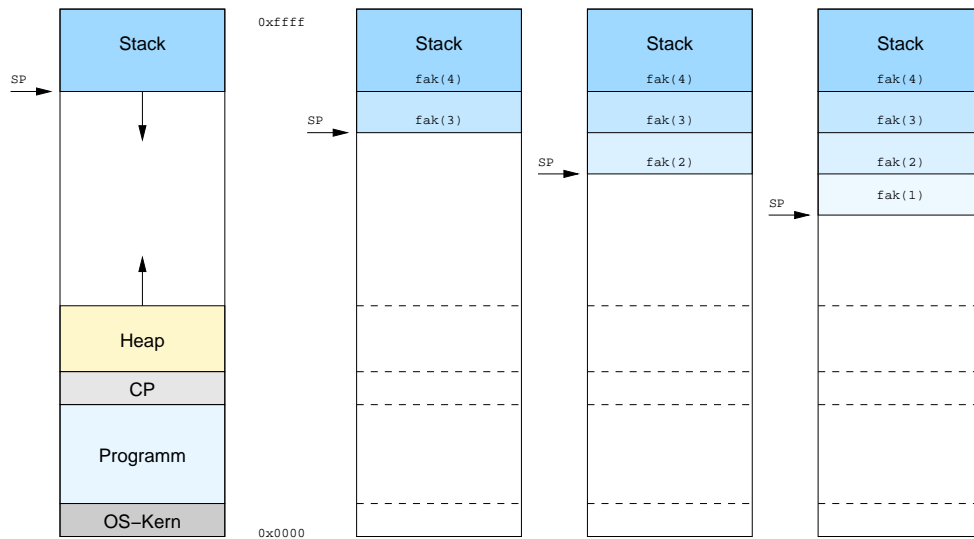 Stack
SP
Heap
CP
Programm
OS–Kern
0xffff
0x0000
Stack
fak(4)
fak(3)
SP
Stack
fak(4)
fak(3)
fak(2)
SP
Stack
fak(4)
fak(3)
fak(2)
fak(1)
SP